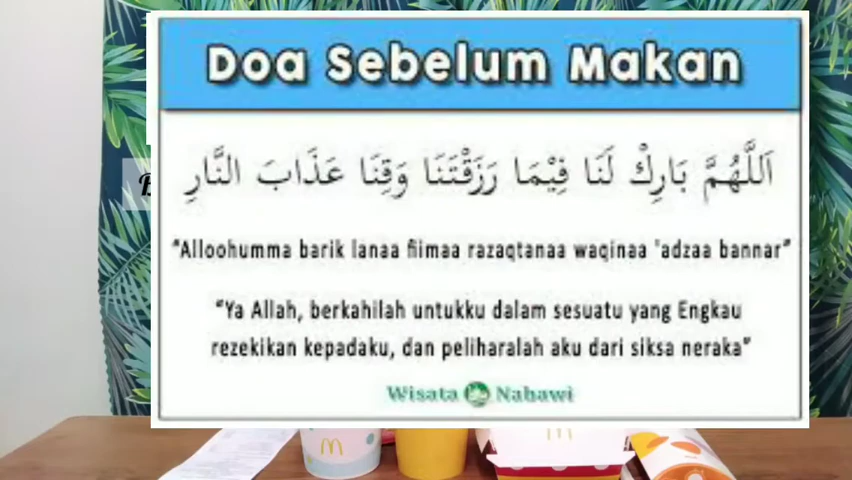 Doa Sebelum Makan
اَللَّهُمَّ بَارِكْ لَنَا فِيْمَا رَزَقْتَنَا وَقِنَا عَذَابَ النَّارِ
"Alloohumma barik lanaa fiimaa razaqtanaa waqinaa 'adzaa bannar"
"Ya Allah, berkahilah untukku dalam sesuatu yang Engkau
rezekikan kepadaku, dan peliharalah aku dari siksa neraka"
Wisata Nabawi